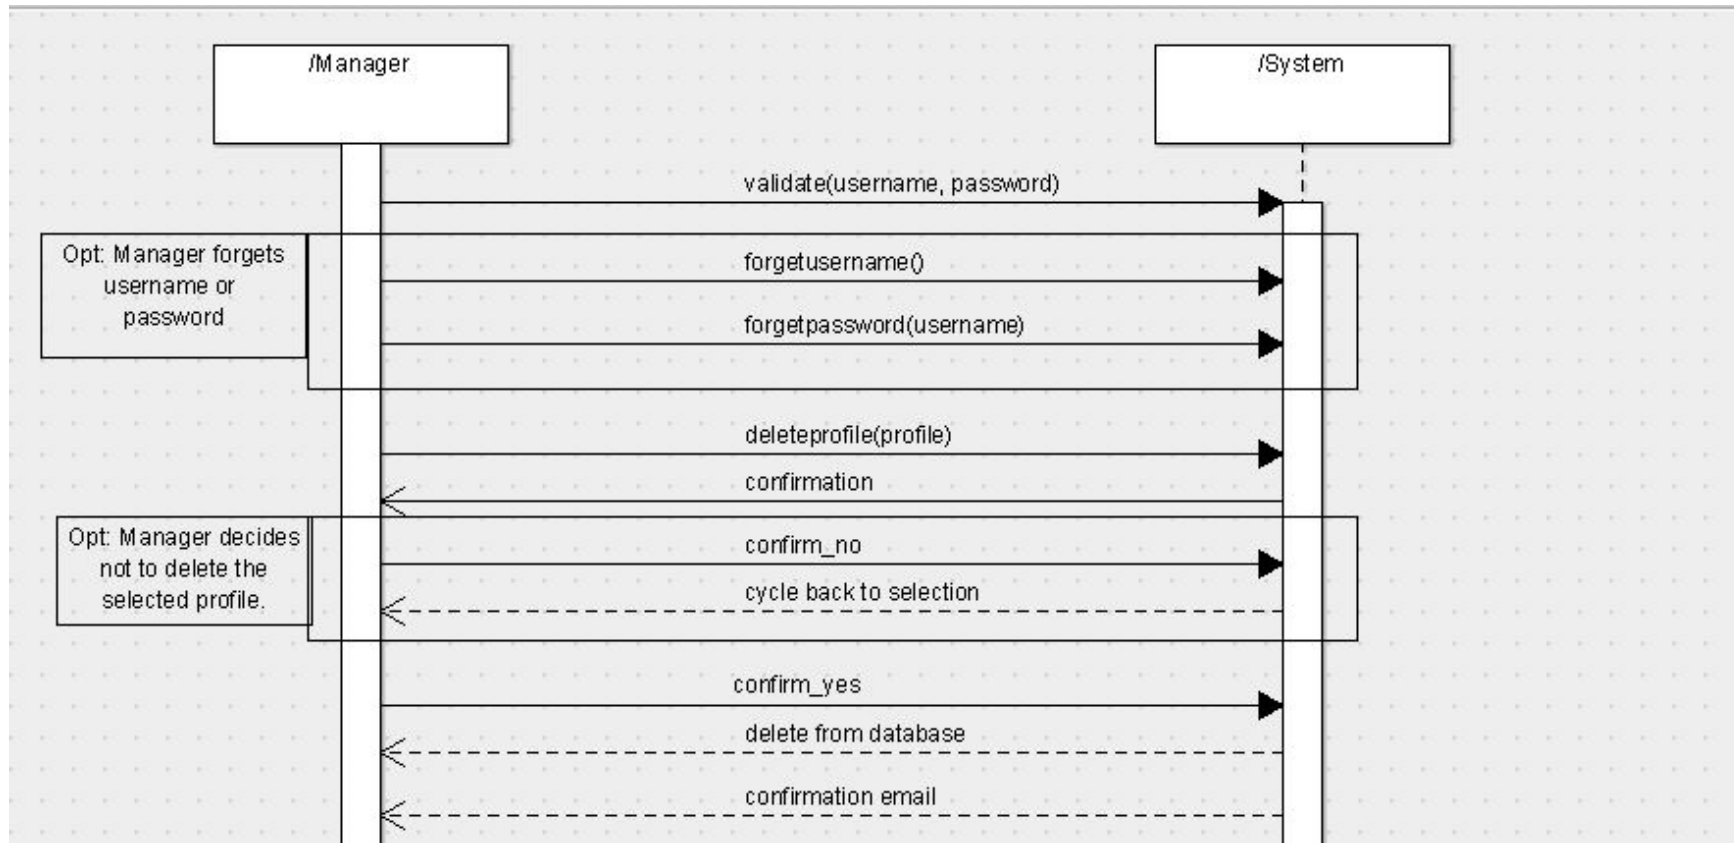 /Manager
/System
validate(username, password)
Opt: Manager forgets
username or
password
forgetusername()
forgetpassword(username)
deleteprofile(profile)
confirmation
Opt: Manager decides
not to delete the
selected profile.
confirm_no
cycle back to selection
confirm_yes
delete from database
confirmation email